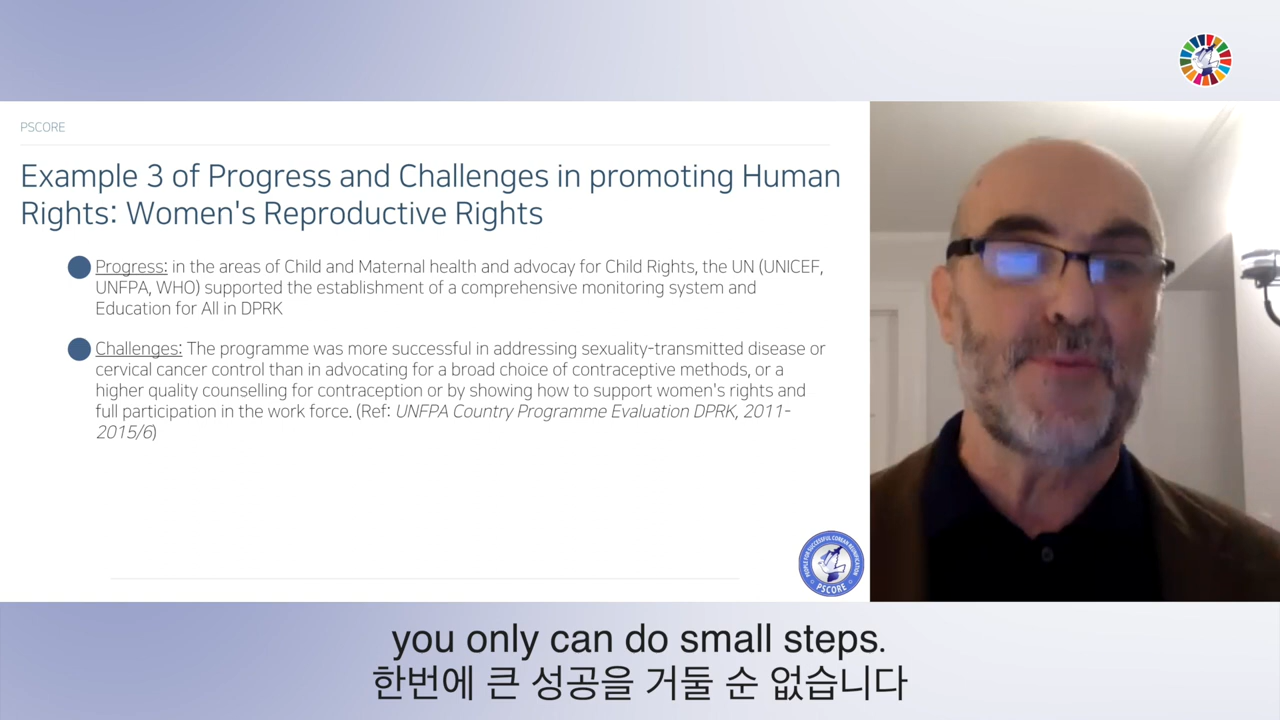 PSCORE
Example 3 of Progress and Challenges in promoting Human
Rights: Women's Reproductive Rights
Progress: in the areas of Child and Maternal health and advocay for Child Rights, the UN (UNICEF,
UNFPA, WHO) supported the establishment of a comprehensive monitoring system and
Education for All in DPRK
Challenges: The programme was more successful in addressing sexuality-transmitted disease or
cervical cancer control than in advocating for a broad choice of contraceptive methods, or a
higher quality counselling for contraception or by showing how to support women's rights and
full participation in the work force. (Ref: UNFPA Country Programme Evaluation DPRK, 2011-
2015/6)
PEOPLE FOR SUCCESSFUL COREAN REUNIFICATION
PSCORE
you only can do small steps.
한번에 큰 성공을 거둘 순 없습니다